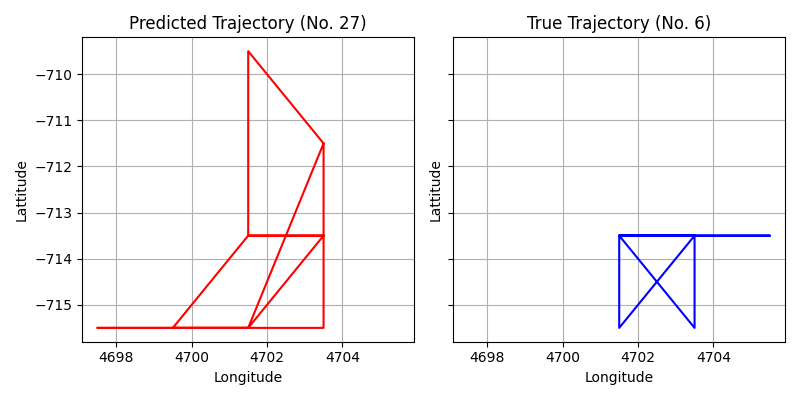 Predicted Trajectory (No. 27)
Lattitude
−710
−711
−712
−713
−714
−715
4698 4700 4702 4704
Longitude
True Trajectory (No. 6)
Lattitude
4698 4700 4702 4704
Longitude